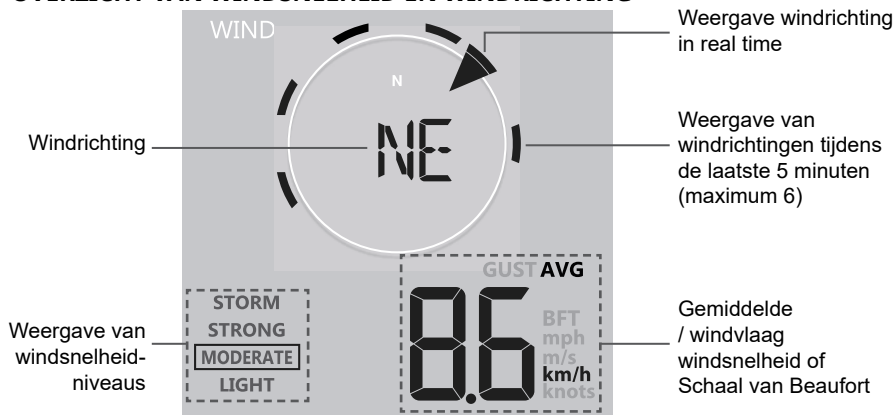 OVERZICHT VAN WINDSNELHEID EN WINDRICHTING
WIND
N
NE
Weergave windrichting
in real time
Windrichting
Weergave van
windrichtingen tijdens
de laatste 5 minuten
(maximum 6)
GUST AVG
8.6
BFT
mph
m/s
km/h
knots
STORM
STRONG
MODERATE
LIGHT
Weergave van
windsnelheid-
niveaus
Gemiddelde
/ windvlaag
windsnelheid of
Schaal van Beaufort